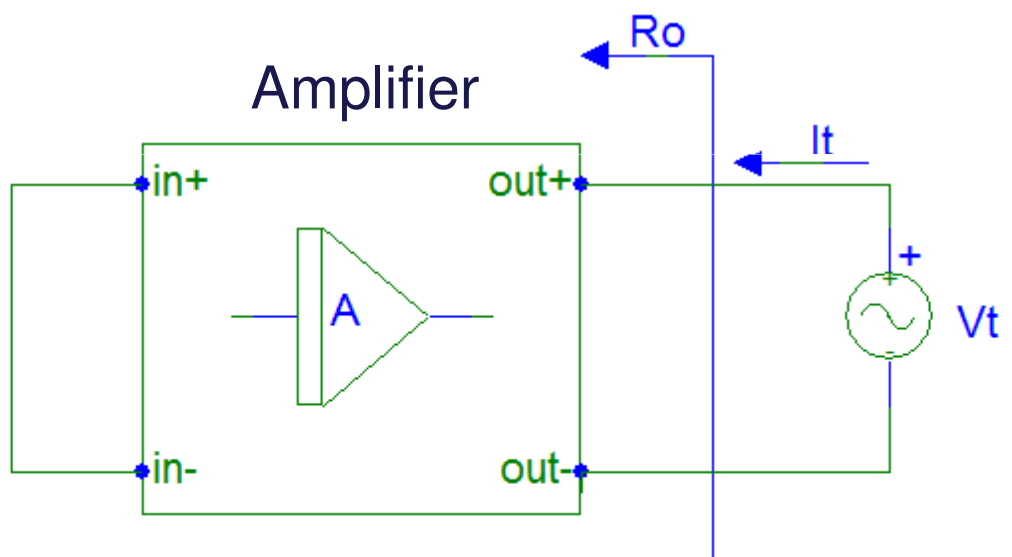 Ro
Amplifier
It
in+
out+
+
+
A
Vt
-
in-
out-